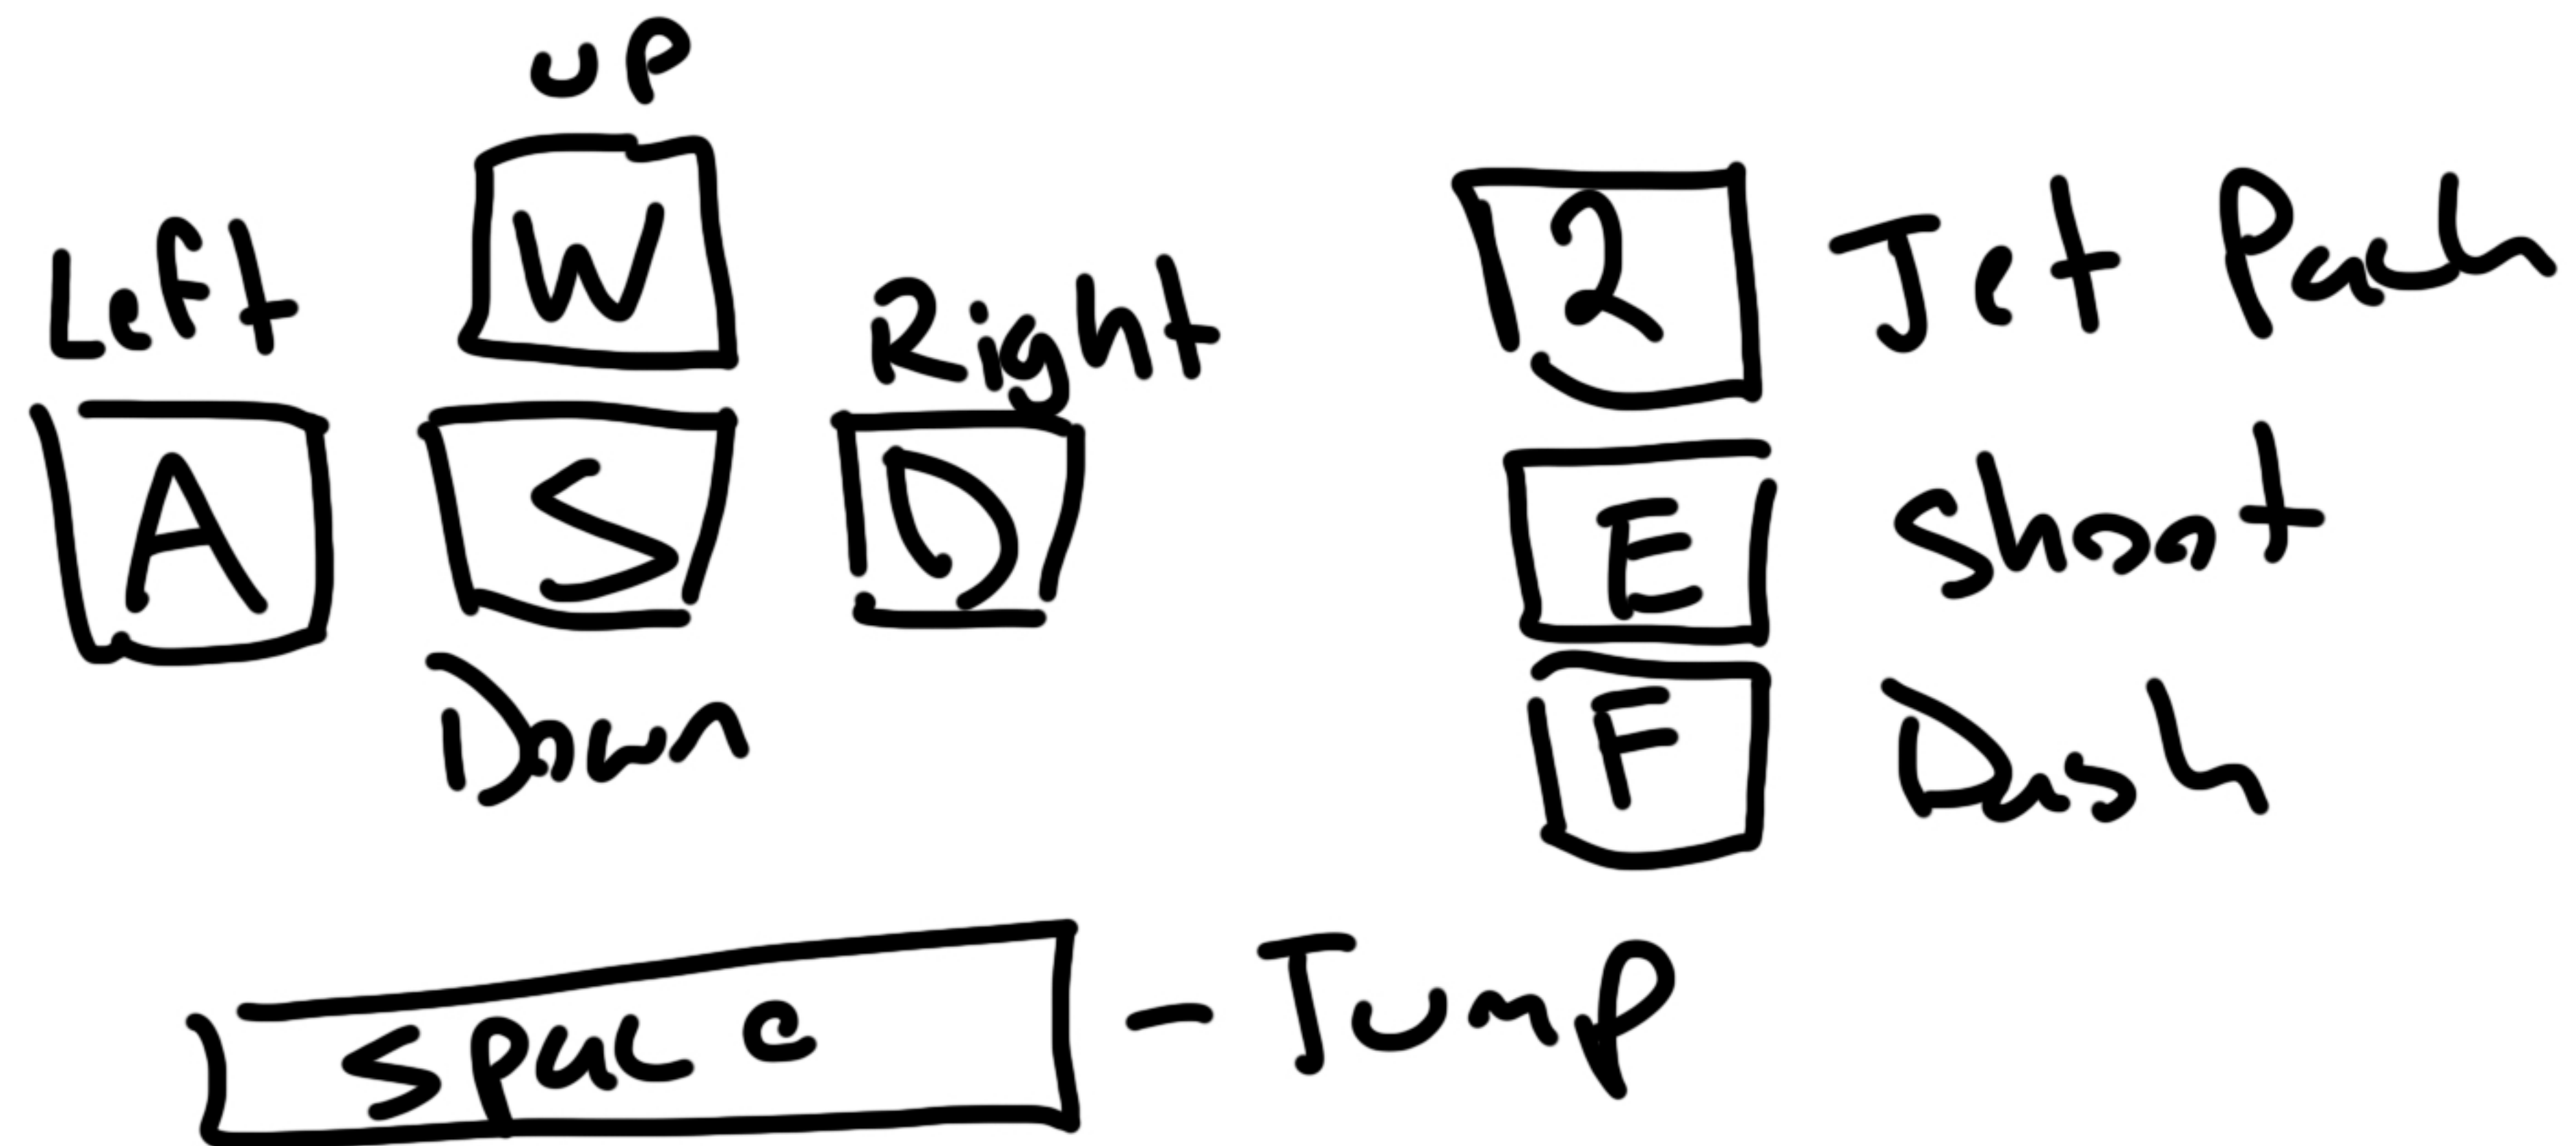 UP
W
Left
Right
A S D
Down
2 Jet Pack
E Shoot
F Dash
Space - Jump